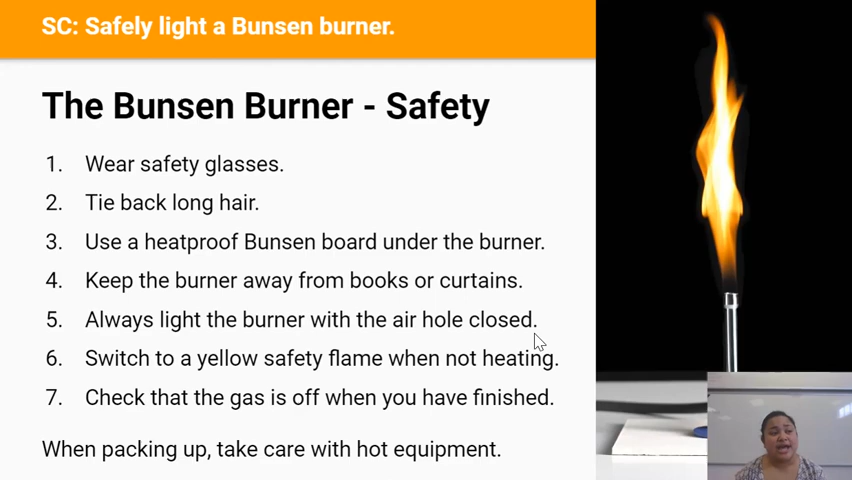 SC: Safely light a Bunsen burner.
The Bunsen Burner - Safety
1. Wear safety glasses.
2. Tie back long hair.
3. Use a heatproof Bunsen board under the burner.
4. Keep the burner away from books or curtains.
5. Always light the burner with the air hole closed.
6. Switch to a yellow safety flame when not heating.
7. Check that the gas is off when you have finished.
When packing up, take care with hot equipment.